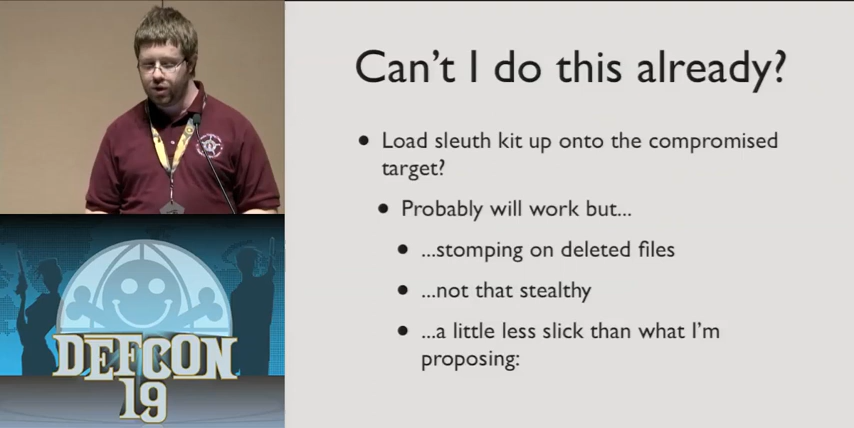 Can't I do this already?
• Load sleuth kit up onto the compromised
target?
• Probably will work but...
• ...stomping on deleted files
• ...not that stealthy
• ...a little less slick than what I'm
proposing:
DEFCON
19